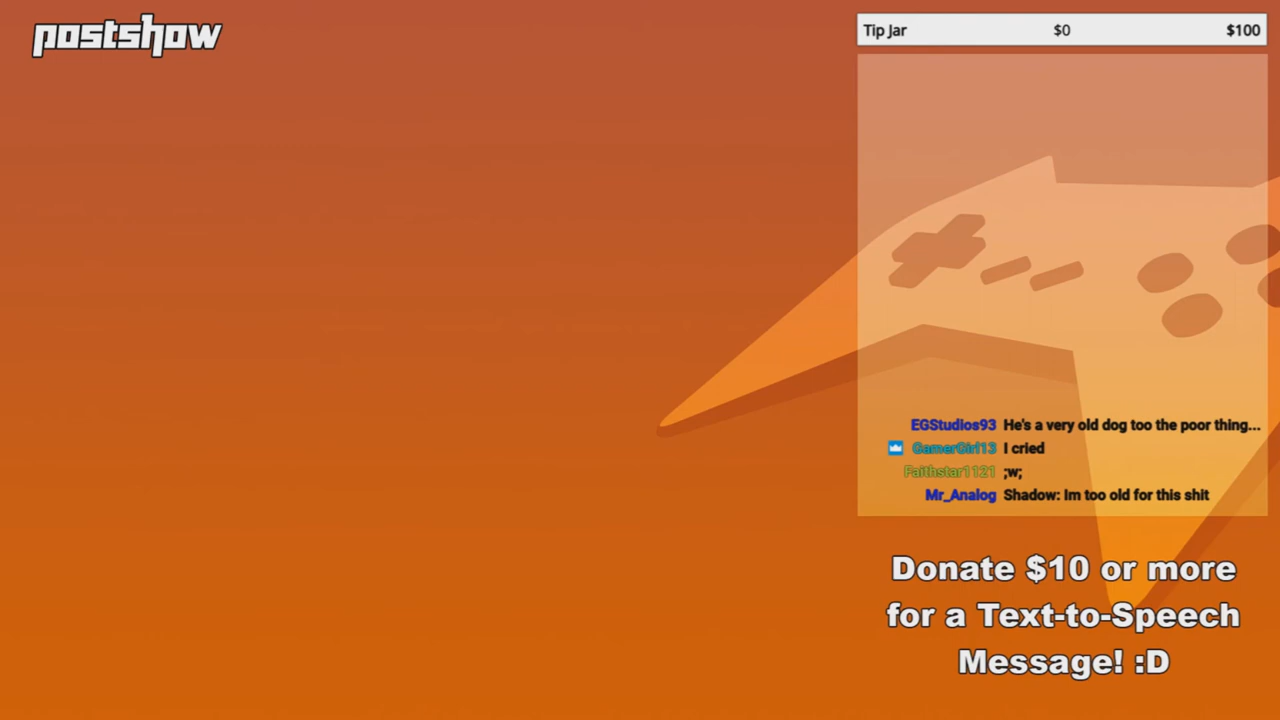 postshow
Tip Jar $0 $100
EGStudios93 He's a very old dog too the poor thing...
GamerGirl13 I cried
Faithstar1121 ;w;
Mr_Analog Shadow: Im too old for this shit
Donate $10 or more
for a Text-to-Speech
Message! :D